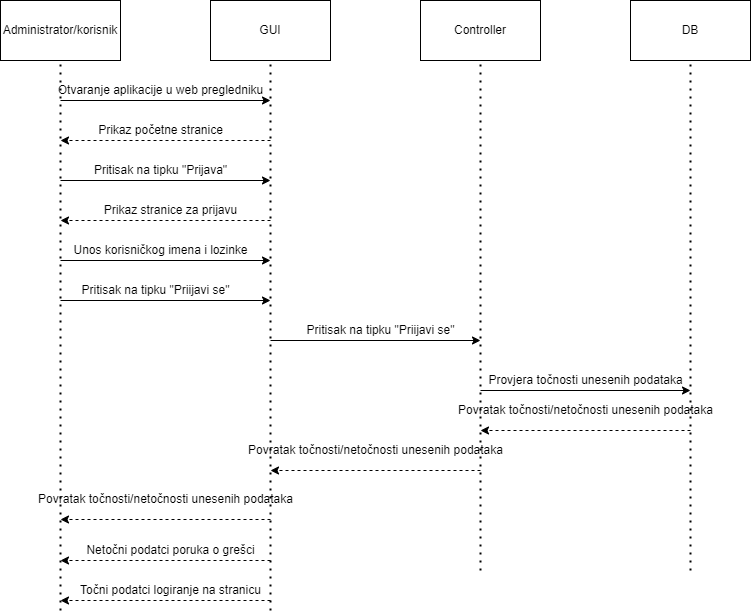 Administrator/korisnik
GUI
Controller
DB
Otvaranje aplikacije u web pregledniku
Prikaz početne stranice
Pritisak na tipku "Prijava"
Prikaz stranice za prijavu
Unos korisničkog imena i lozinke
Pritisak na tipku "Priijavi se"
Pritisak na tipku "Priijavi se"
Provjera točnosti unesenih podataka
Povratak točnosti/netočnosti unesenih podataka
Povratak točnosti/netočnosti unesenih podataka
Povratak točnosti/netočnosti unesenih podataka
Netočni podatci poruka o grešci
Točni podatci logiranje na stranicu